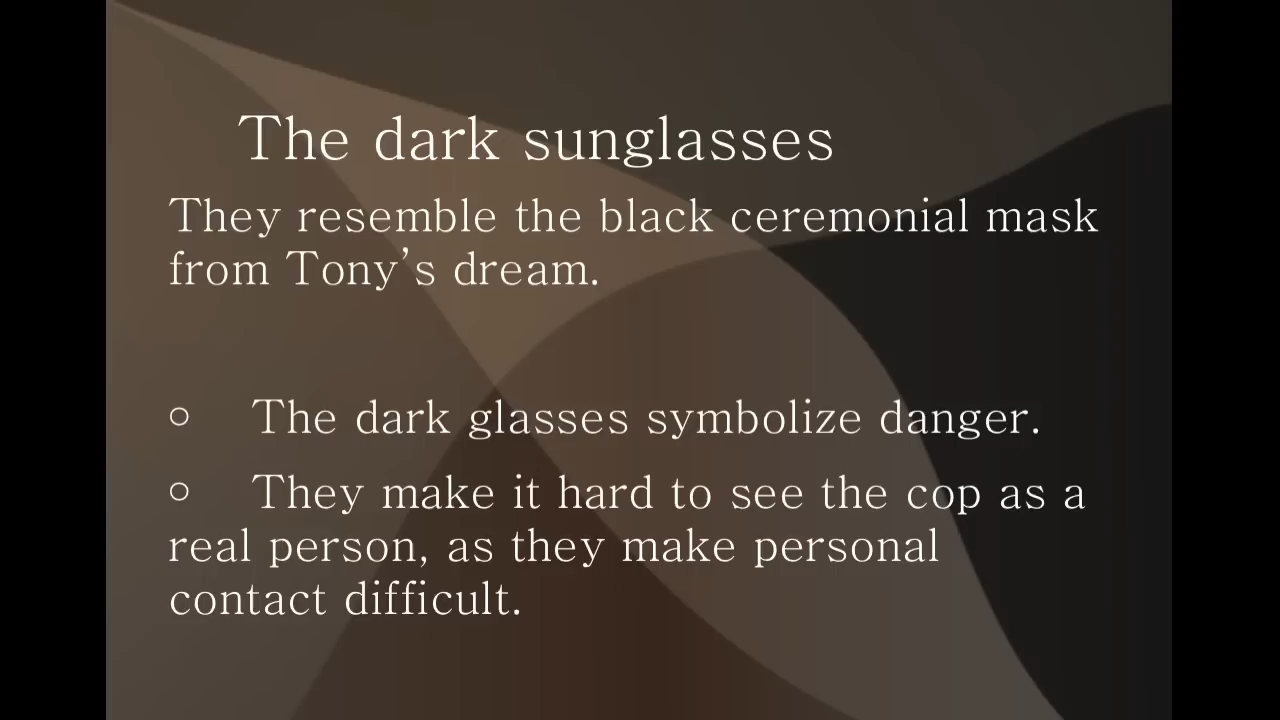 The dark sunglasses
They resemble the black ceremonial mask
from Tony’s dream.
○ The dark glasses symbolize danger.
○ They make it hard to see the cop as a
real person, as they make personal
contact difficult.